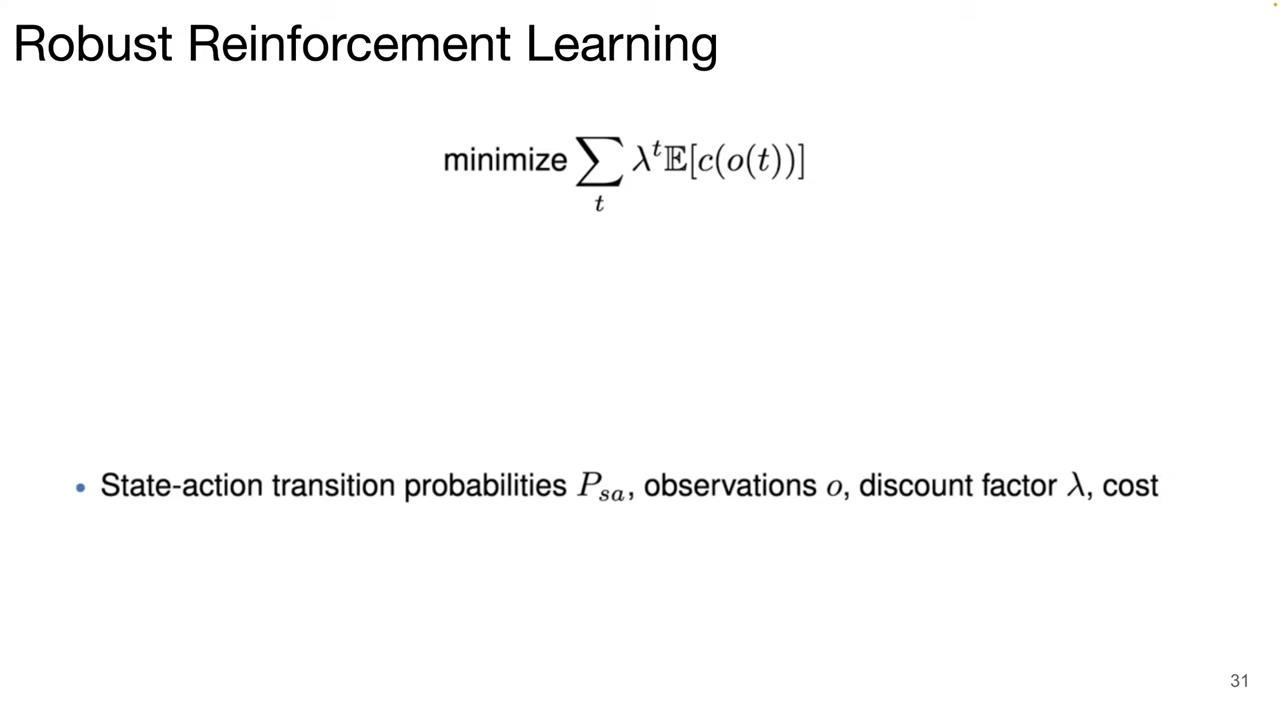 Robust Reinforcement Learning
minimize ∑_t λ^t 𝔼[c(o(t))]
• State-action transition probabilities P_sa, observations o, discount factor λ, cost
31